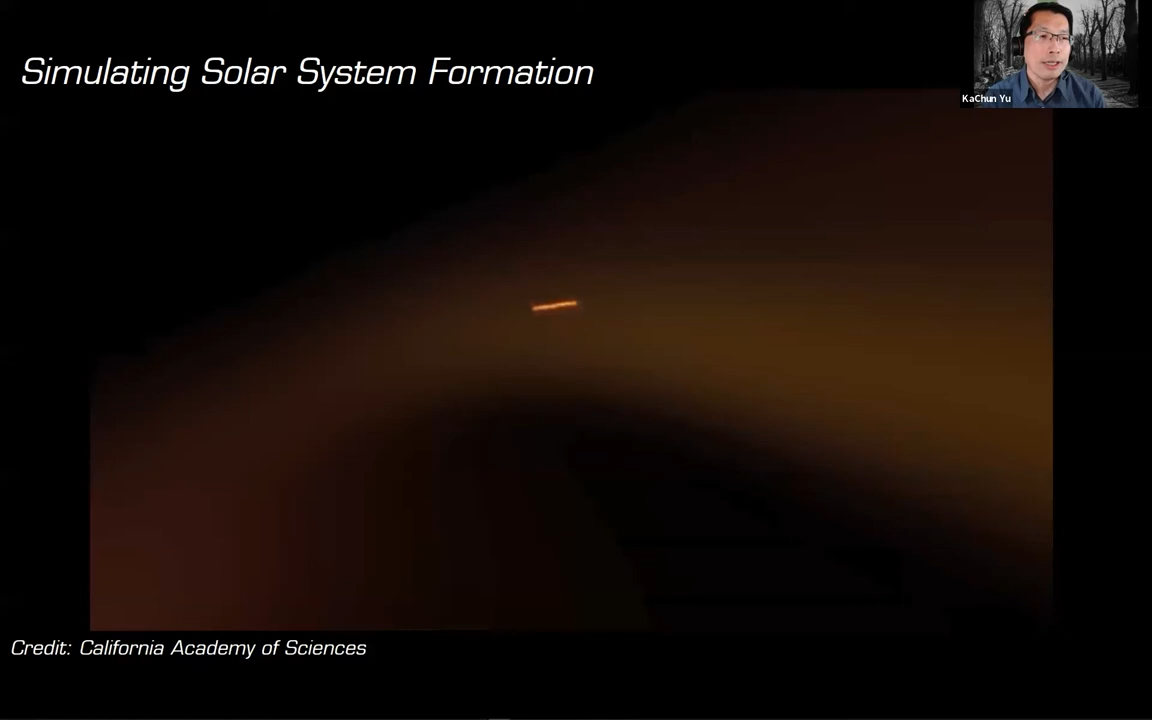 Simulating Solar System Formation
KaChun Yu
Credit: California Academy of Sciences